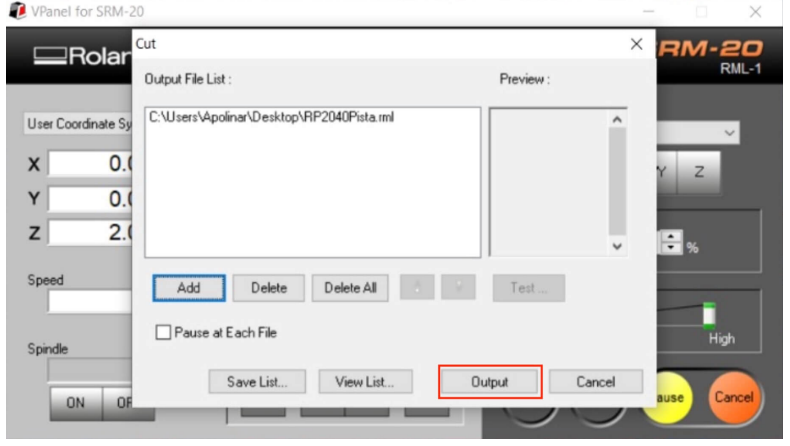 VPanel for SRM-20
Rolan
RM-20
RML-1
Cut
Output File List :
Preview :
C:\Users\Apolinar\Desktop\RP2040Pista.rml
User Coordinate Sy
X 0.0
Y 0.0
Z 2.0
Y Z
%
Add Delete Delete All Test ...
Speed
Pause at Each File
High
Spindle
Save List... View List... Output Cancel
ON OF
ause Cancel